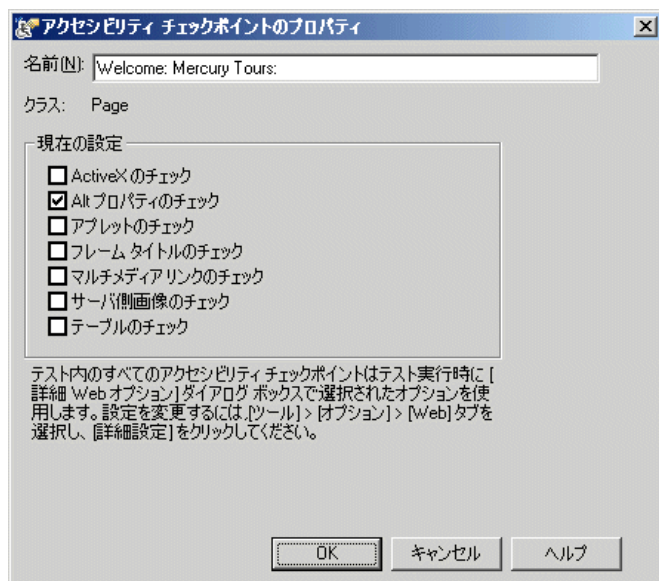 アクセシビリティ チェックポイントのプロパティ
名前(N): Welcome: Mercury Tours:
クラス: Page
現在の設定
ActiveXのチェック
Altプロパティのチェック
アプレットのチェック
フレーム タイトルのチェック
マルチメディアリンクのチェック
サーバ側画像のチェック
テーブルのチェック
テスト内のすべてのアクセシビリティ チェックポイントはテスト実行時に [
詳細 Web オプション] ダイアログ ボックスで選択されたオプションを使
用します。設定を変更するには、[ツール] > [オプション] > [Web] タブを
選択し、[詳細設定] をクリックしてください。
OK キャンセル ヘルプ